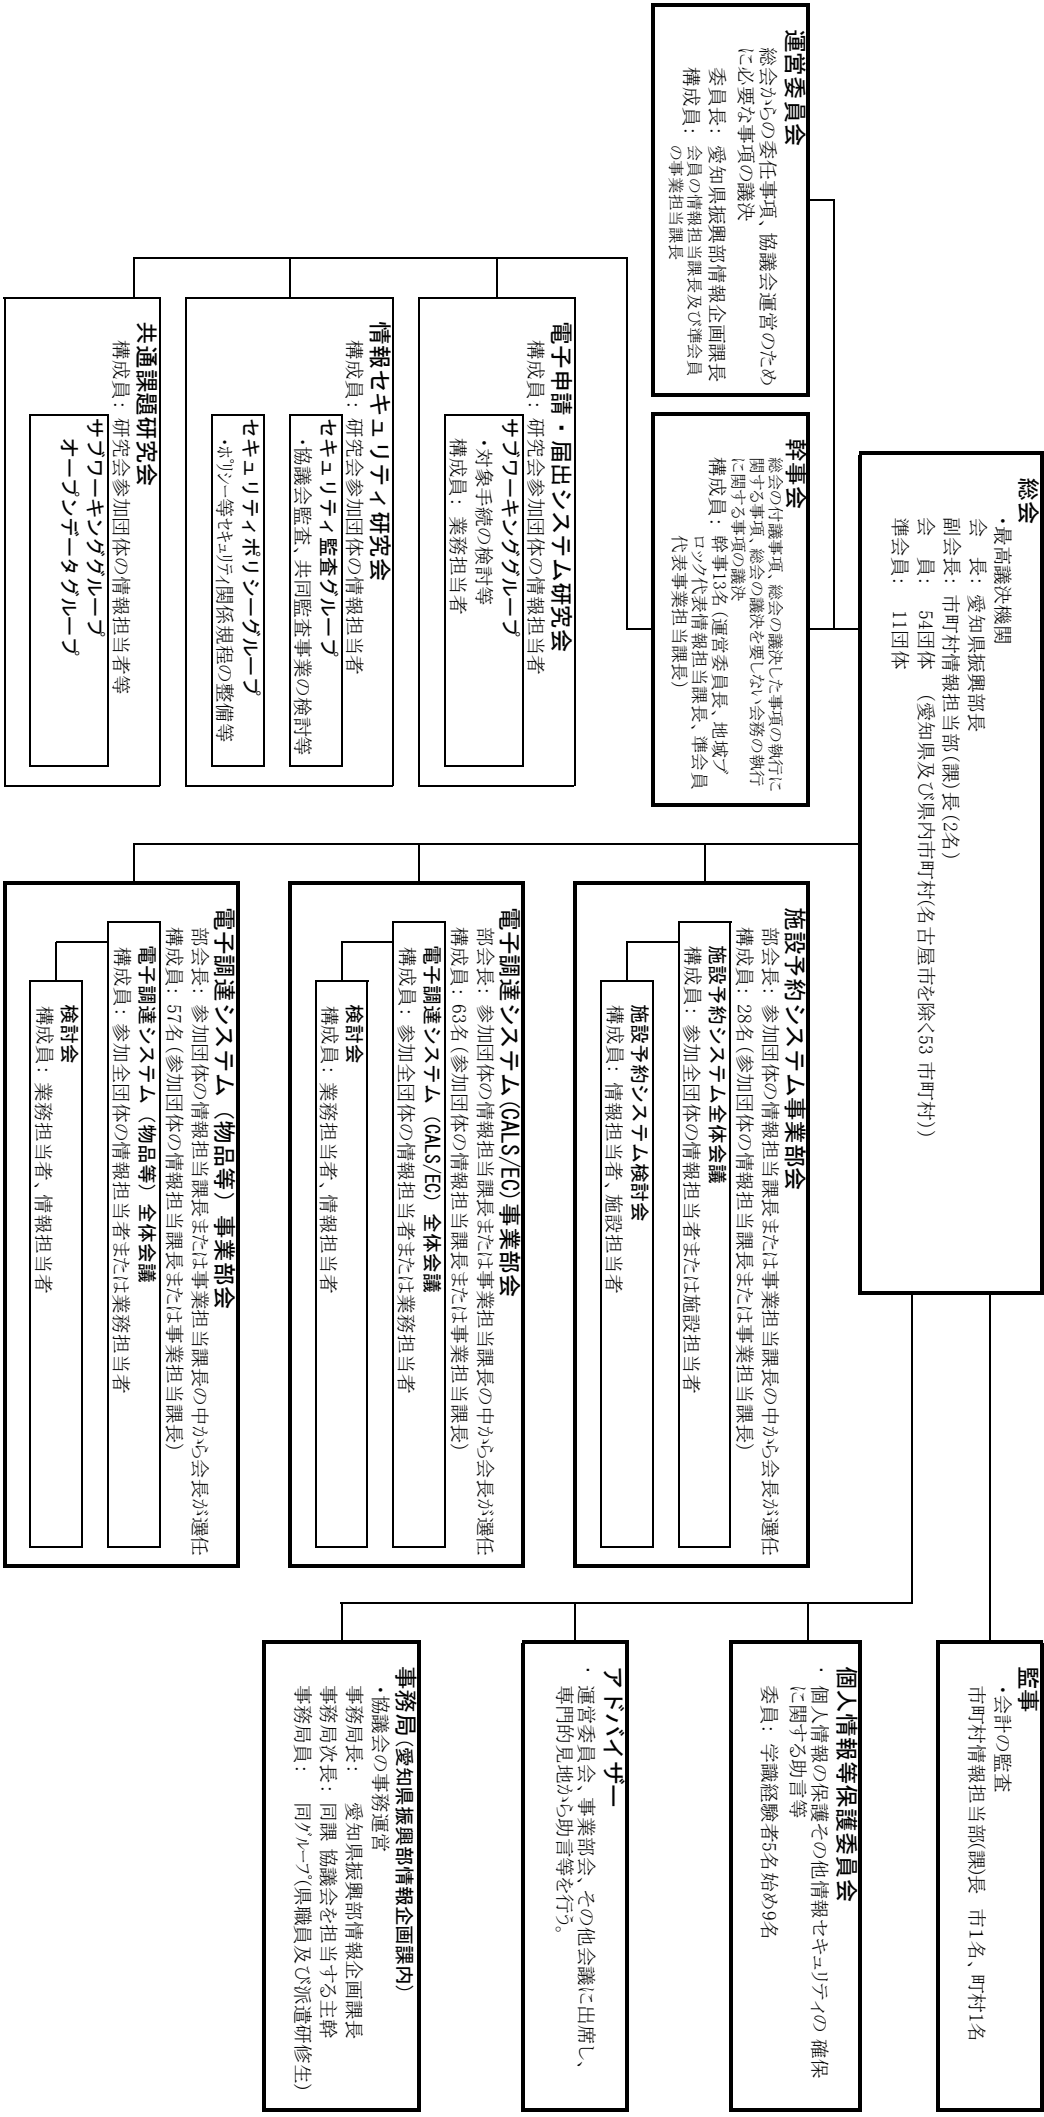 総会
・最高議決機関
会　長： 愛知県振興部長
副会長： 市町村情報担当部（課）長（2名）
会　員：　54団体　（愛知県及び県内市町村（名古屋市を除く53 市町村））
準会員：　11団体
運営委員会
総会からの委任事項、協議会運営のため
に必要な事項の議決
委員長： 愛知県振興部情報企画課長
構成員： 会員の情報担当課長及び準会員
の事業担当課長
幹事会
総会の付議事項、総会の議決した事項の執行に
関する事項、総会の議決を要しない会務の執行
に関する事項の議決
構成員： 幹事13名（運営委員長、地域ブ
ロック代表情報担当課長、準会員
代表事業担当課長）
電子申請・届出システム研究会
構成員： 研究会参加団体の情報担当者
サブワーキンググループ
・対象手続の検討等
構成員： 業務担当者
情報セキュリティ研究会
構成員： 研究会参加団体の情報担当者
セキュリティ監査グループ
・協議会監査、共同監査事業の検討等
セキュリティポリシーグループ
・ポリシー等セキュリティ関係規程の整備等
共通課題研究会
構成員： 研究会参加団体の情報担当者等
サブワーキンググループ
オープンデータグループ
施設予約システム事業部会
部会長： 参加団体の情報担当課長または事業担当課長の中から会長が選任
構成員： 28名（参加団体の情報担当課長または事業担当課長）
施設予約システム全体会議
構成員： 参加全団体の情報担当者または施設担当者
施設予約システム検討会
構成員： 情報担当者、施設担当者
電子調達システム（CALS/EC）事業部会
部会長： 参加団体の情報担当課長または事業担当課長の中から会長が選任
構成員： 63名（参加団体の情報担当課長または事業担当課長）
電子調達システム（CALS/EC）全体会議
構成員： 参加全団体の情報担当者または業務担当者
検討会
構成員： 業務担当者、情報担当者
電子調達システム（物品等）事業部会
部会長： 参加団体の情報担当課長または事業担当課長の中から会長が選任
構成員： 57名（参加団体の情報担当課長または事業担当課長）
電子調達システム（物品等）全体会議
構成員： 参加全団体の情報担当者または業務担当者
検討会
構成員： 業務担当者、情報担当者
監事
・会計の監査
市町村情報担当部（課）長　市1名、町村1名
個人情報等保護委員会
・ 個人情報の保護その他情報セキュリティの 確保
に関する助言等
委員： 学識経験者5名始め9名
アドバイザー
・ 運営委員会、事業部会、その他会議に出席し、
専門的見地から助言等を行う。
事務局（愛知県振興部情報企画課内）
・協議会の事務運営
事務局長：　愛知県振興部情報企画課長
事務局次長： 同課 協議会を担当する主幹
事務局員：　同グループ（県職員及び派遣研修生）